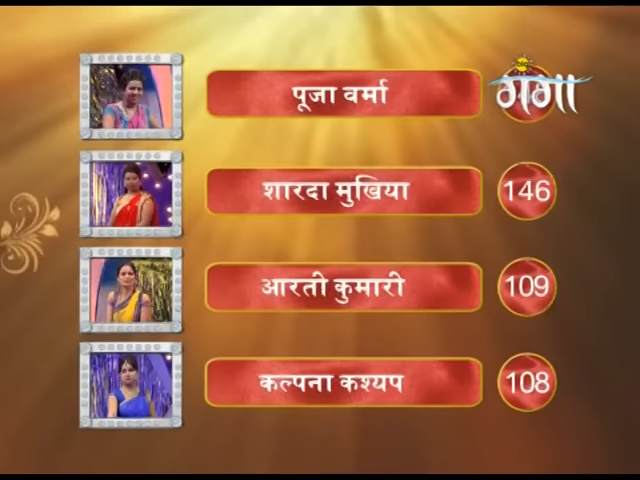 पूजा वर्मा
गंगा
शारदा मुखिया
146
आरती कुमारी
109
कल्पना कश्यप
108